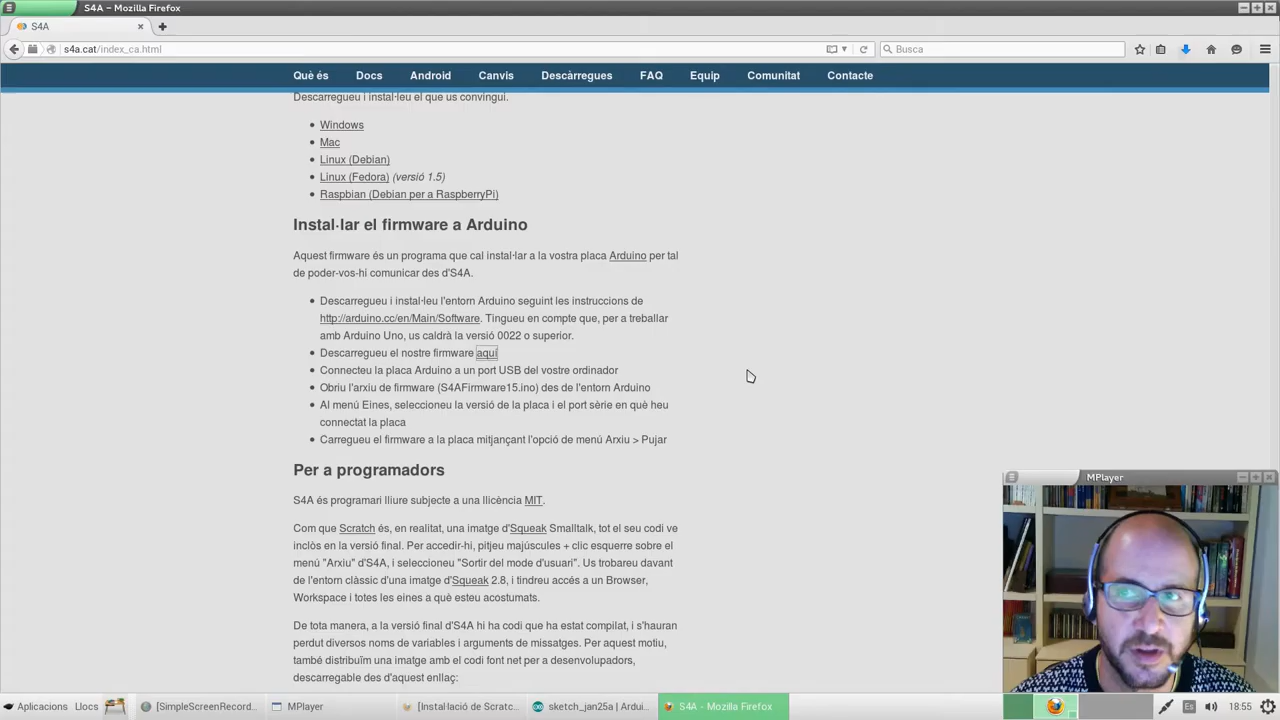 S4A – Mozilla Firefox
S4A
s4a.cat/index_ca.html
Busca
Què és Docs Android Canvis Descàrregues FAQ Equip Comunitat Contacte
Descarregueu i instal·leu el que us convingui.
Windows
Mac
Linux (Debian)
Linux (Fedora) (versió 1.5)
Raspbian (Debian per a RaspberryPi)
Instal·lar el firmware a Arduino
Aquest firmware és un programa que cal instal·lar a la vostra placa Arduino per tal
de poder-vos-hi comunicar des d'S4A.
Descarregueu i instal·leu l'entorn Arduino seguint les instruccions de
http://arduino.cc/en/Main/Software. Tingueu en compte que, per a treballar
amb Arduino Uno, us caldrà la versió 0022 o superior.
Descarregueu el nostre firmware aquí
Connecteu la placa Arduino a un port USB del vostre ordinador
Obriu l'arxiu de firmware (S4AFirmware15.ino) des de l'entorn Arduino
Al menú Eines, seleccioneu la versió de la placa i el port sèrie en què heu
connectat la placa
Carregueu el firmware a la placa mitjançant l'opció de menú Arxiu > Pujar
Per a programadors
S4A és programari lliure subjecte a una llicència MIT.
Com que Scratch és, en realitat, una imatge d'Squeak Smalltalk, tot el seu codi ve
inclòs en la versió final. Per accedir-hi, pitjeu majúscules + clic esquerre sobre el
menú "Arxiu" d'S4A, i seleccioneu "Sortir del mode d'usuari". Us trobareu davant
de l'entorn clàssic d'una imatge d'Squeak 2.8, i tindreu accés a un Browser,
Workspace i totes les eines a què esteu acostumats.
De tota manera, a la versió final d'S4A hi ha codi que ha estat compilat, i s'hauran
perdut diversos noms de variables i arguments de missatges. Per aquest motiu,
també distribuïm una imatge amb el codi font net per a desenvolupadors,
descarregable des d'aquest enllaç:
MPlayer
Aplicacions Llocs [SimpleScreenRecord... MPlayer [Instal·lació de Scratc... sketch_jan25a | Ardui... S4A - Mozilla Firefox Es 18:55